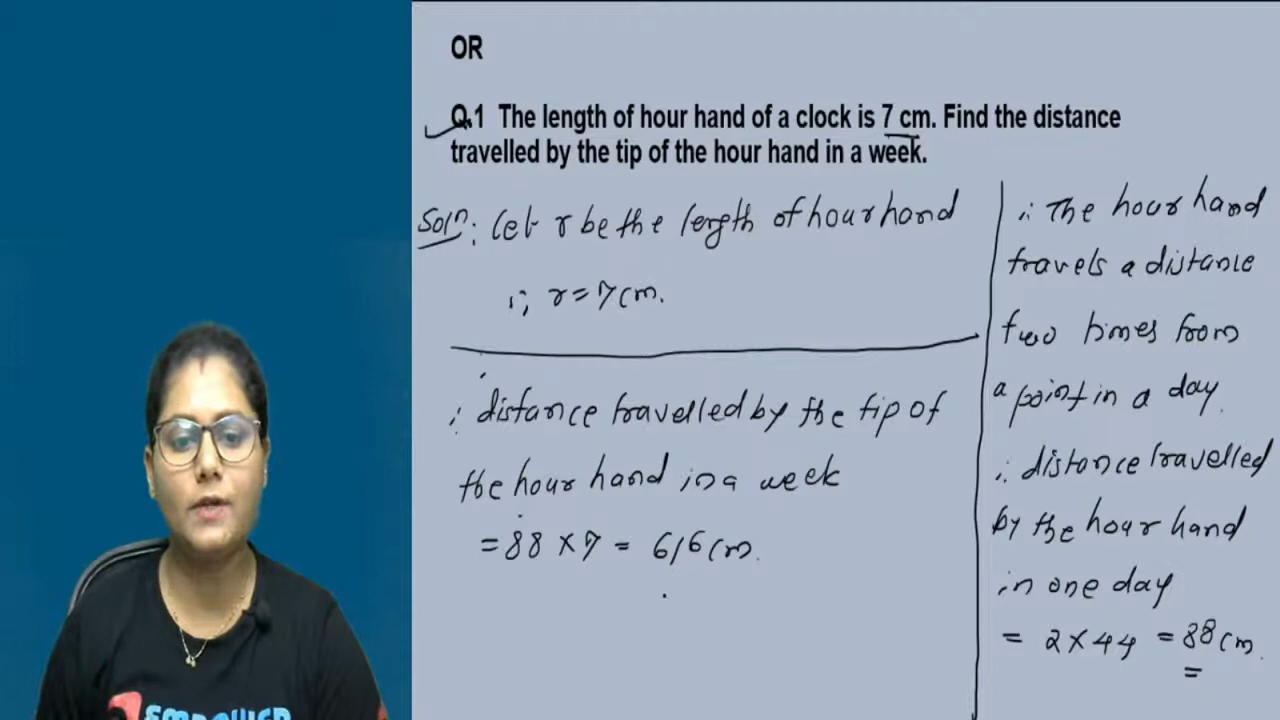 OR
Q.1 The length of hour hand of a clock is 7 cm. Find the distance
travelled by the tip of the hour hand in a week.
Soln: Let r be the length of hour hand
∴ r = 7 cm.
∴ distance travelled by the tip of
the hour hand in a week
= 88 × 7 = 616 cm.
∴ The hour hand
travels a distance
two times from
a point in a day.
∴ distance travelled
by the hour hand
in one day
= 2 × 44 = 88 cm.